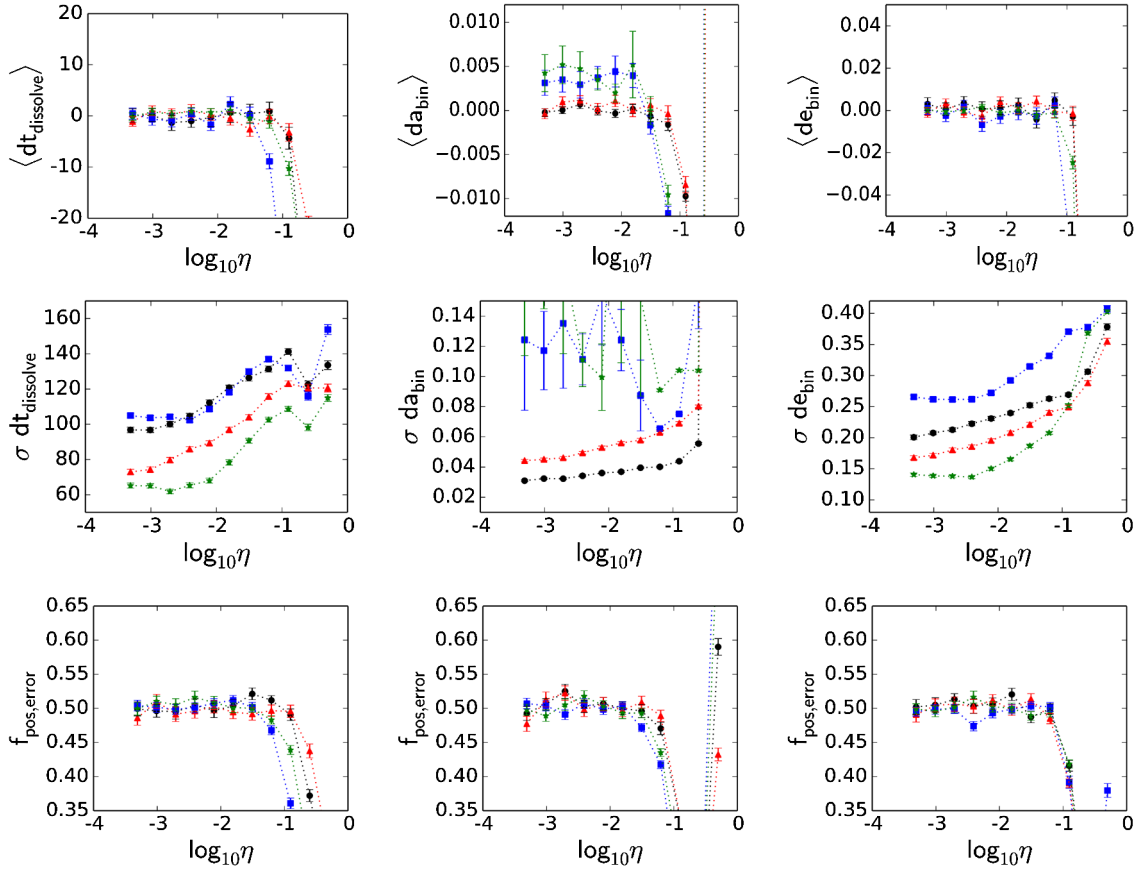 ⟨dt_dissolve⟩
20
10
0
−10
−20
-4 -3 -2 -1 0
log₁₀η
⟨da_bin⟩
0.010
0.005
0.000
−0.005
−0.010
-4 -3 -2 -1 0
log₁₀η
⟨de_bin⟩
0.04
0.02
0.00
−0.02
−0.04
-4 -3 -2 -1 0
log₁₀η
σ dt_dissolve
160
140
120
100
80
60
-4 -3 -2 -1 0
log₁₀η
σ da_bin
0.14
0.12
0.10
0.08
0.06
0.04
0.02
-4 -3 -2 -1 0
log₁₀η
σ de_bin
0.40
0.35
0.30
0.25
0.20
0.15
0.10
-4 -3 -2 -1 0
log₁₀η
f_pos,error
0.65
0.60
0.55
0.50
0.45
0.40
0.35
-4 -3 -2 -1 0
log₁₀η
f_pos,error
0.65
0.60
0.55
0.50
0.45
0.40
0.35
-4 -3 -2 -1 0
log₁₀η
f_pos,error
0.65
0.60
0.55
0.50
0.45
0.40
0.35
-4 -3 -2 -1 0
log₁₀η